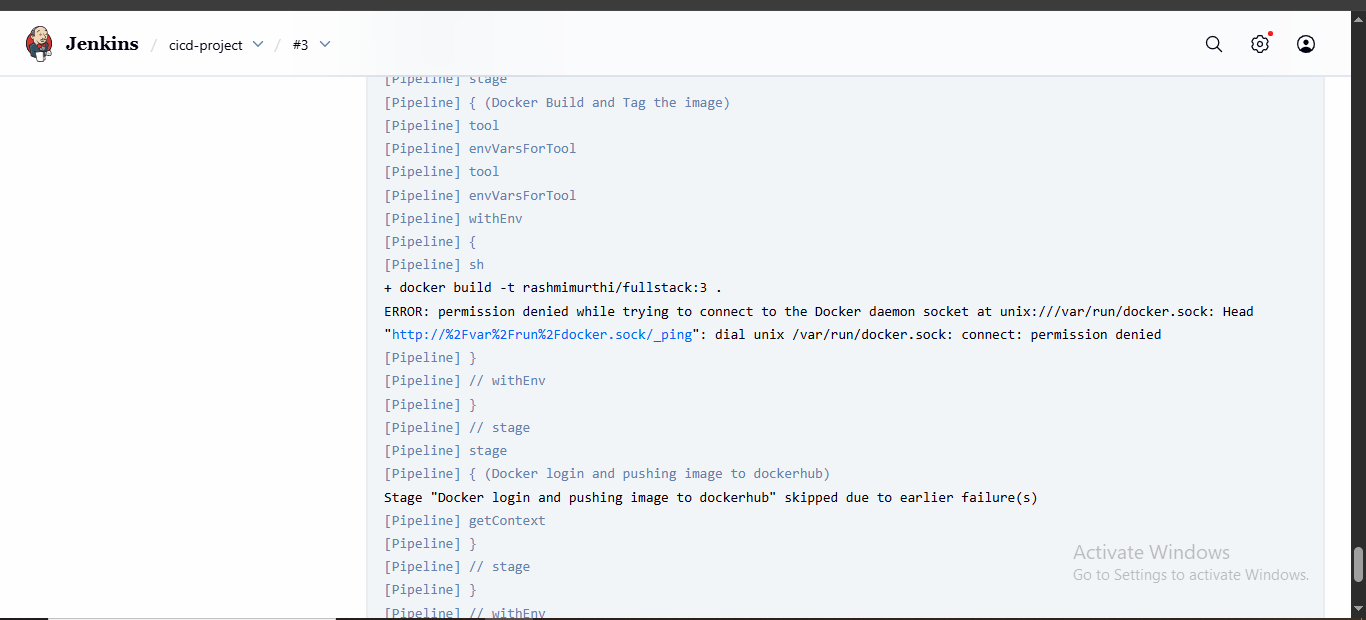 Jenkins / cicd-project / #3
[Pipeline] stage
[Pipeline] { (Docker Build and Tag the image)
[Pipeline] tool
[Pipeline] envVarsForTool
[Pipeline] tool
[Pipeline] envVarsForTool
[Pipeline] withEnv
[Pipeline] {
[Pipeline] sh
+ docker build -t rashmimurthi/fullstack:3 .
ERROR: permission denied while trying to connect to the Docker daemon socket at unix:///var/run/docker.sock: Head
"http://%2Fvar%2Frun%2Fdocker.sock/_ping": dial unix /var/run/docker.sock: connect: permission denied
[Pipeline] }
[Pipeline] // withEnv
[Pipeline] }
[Pipeline] // stage
[Pipeline] stage
[Pipeline] { (Docker login and pushing image to dockerhub)
Stage "Docker login and pushing image to dockerhub" skipped due to earlier failure(s)
[Pipeline] getContext
[Pipeline] }
[Pipeline] // stage
[Pipeline] }
[Pipeline] // withEnv
Activate Windows
Go to Settings to activate Windows.